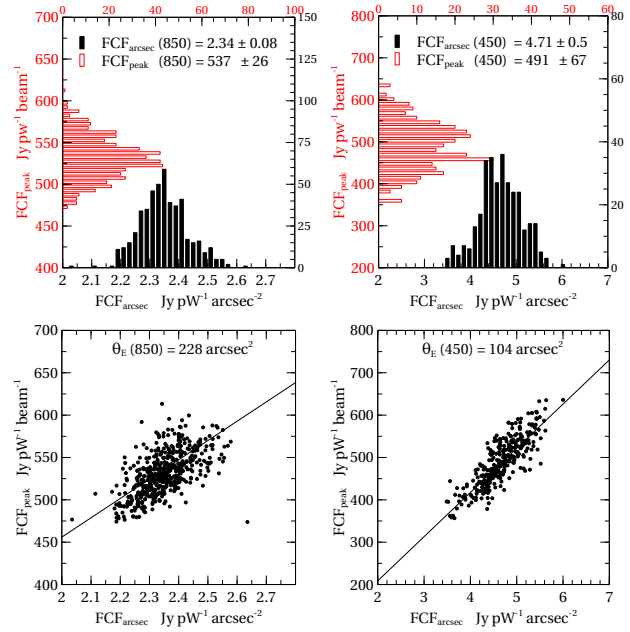 0 20 40 60 80 100
700 650 600 550 500 450 400
FCF_peak Jy pW⁻¹ beam⁻¹
FCF_arcsec (850) = 2.34 ± 0.08
FCF_peak (850) = 537 ± 26
150 125 100 75 50 25 0
2 2.1 2.2 2.3 2.4 2.5 2.6 2.7
FCF_arcsec Jy pW⁻¹ arcsec⁻²
0 10 20 30 40 50 60
800 700 600 500 400 300 200
FCF_peak Jy pW⁻¹ beam⁻¹
FCF_arcsec (450) = 4.71 ± 0.5
FCF_peak (450) = 491 ± 67
80 60 40 20 0
2 3 4 5 6 7
FCF_arcsec Jy pW⁻¹ arcsec⁻²
700 650 600 550 500 450 400
FCF_peak Jy pW⁻¹ beam⁻¹
θ_E (850) = 228 arcsec²
2 2.1 2.2 2.3 2.4 2.5 2.6 2.7
FCF_arcsec Jy pW⁻¹ arcsec⁻²
800 700 600 500 400 300 200
FCF_peak Jy pW⁻¹ beam⁻¹
θ_E (450) = 104 arcsec²
2 3 4 5 6 7
FCF_arcsec Jy pW⁻¹ arcsec⁻²